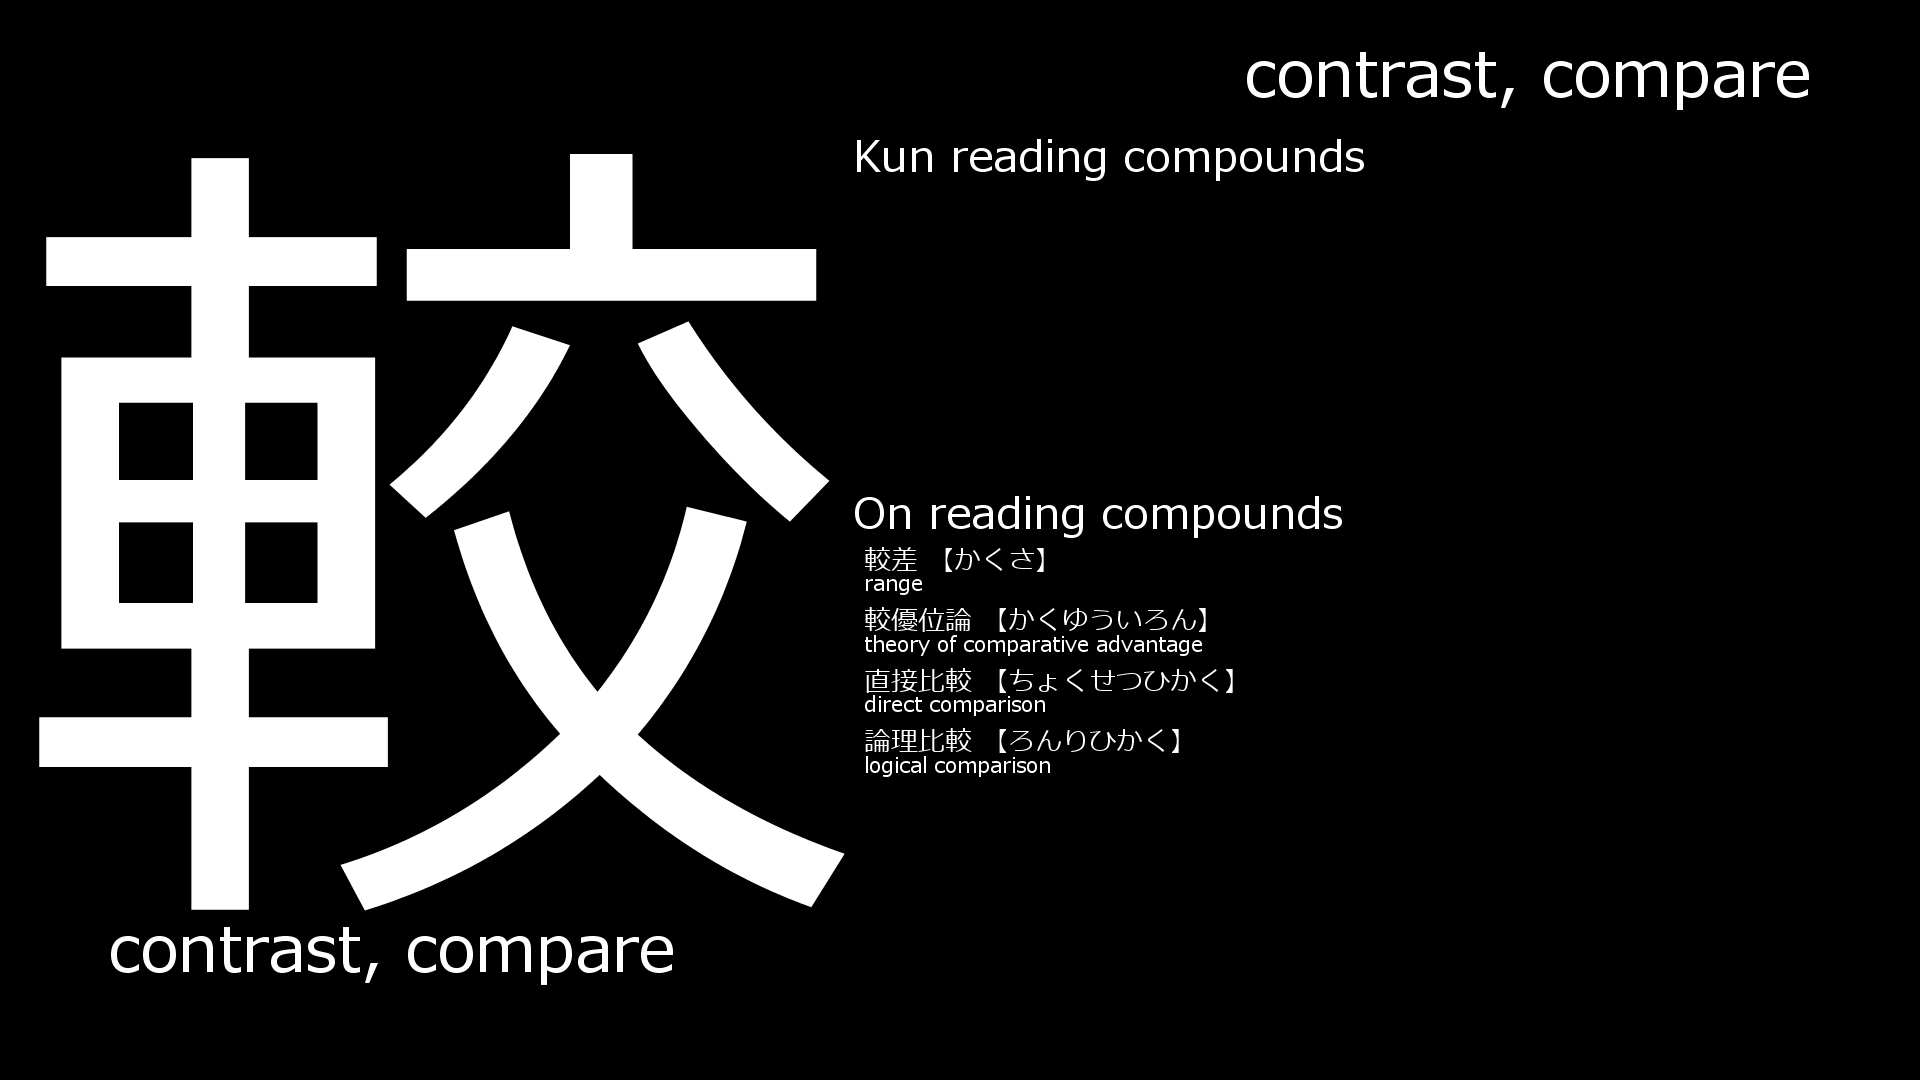 contrast, compare
較
contrast, compare
Kun reading compounds
On reading compounds
較差 【かくさ】
range
較優位論 【かくゆういろん】
theory of comparative advantage
直接比較 【ちょくせつひかく】
direct comparison
論理比較 【ろんりひかく】
logical comparison